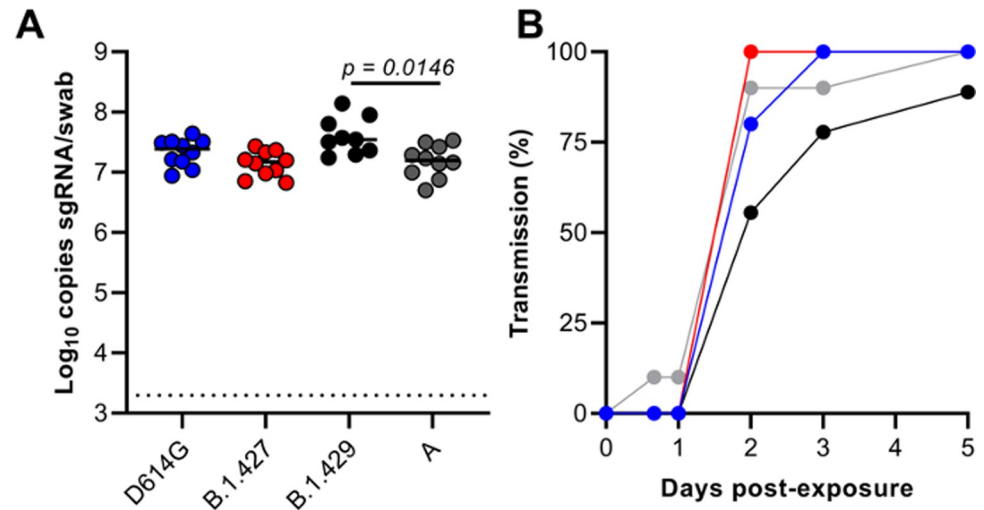 A
Log10 copies sgRNA/swab
9
8
7
6
5
4
3
p = 0.0146
D614G
B.1.427
B.1.429
A
B
Transmission (%)
100
75
50
25
0
0
1
2
3
4
5
Days post-exposure